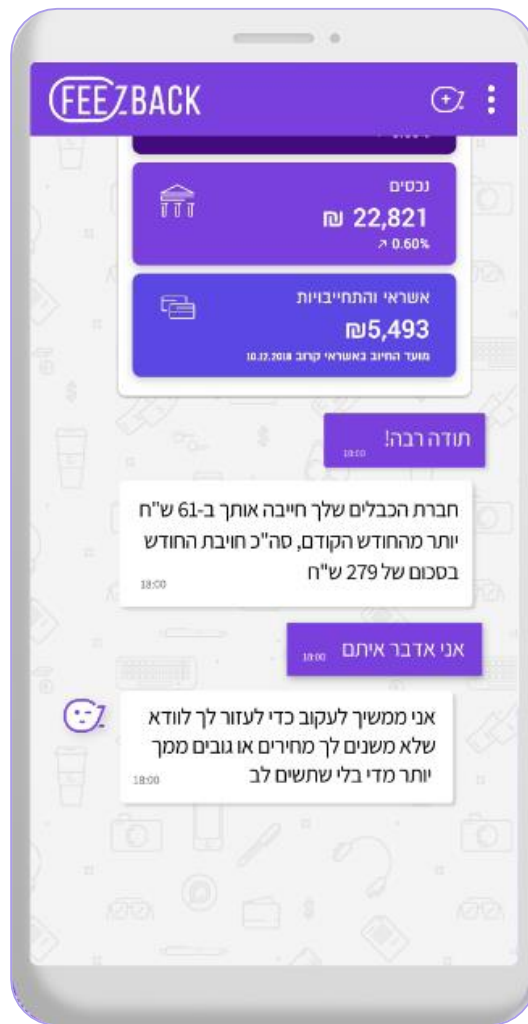 FEEZBACK
נכסים
22,821 ₪
0.60%
אשראי והתחייבויות
₪5,493
מועד החיוב באשראי קרוב 10.12.2018
תודה רבה!
18:00
חברת הכבלים שלך חייבה אותך ב-61 ש"ח
יותר מהחודש הקודם, סה"כ חויבת החודש
בסכום של 279 ש"ח
18:00
אני אדבר איתם
18:00
אני ממשיך לעקוב כדי לעזור לך לוודא
שלא משנים לך מחירים או גובים ממך
יותר מדי בלי שתשים לב
18:00